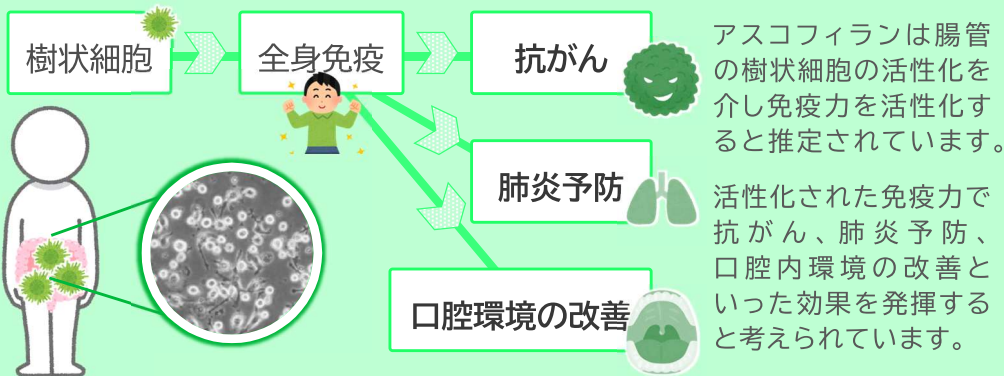 樹状細胞
全身免疫
抗がん
肺炎予防
口腔環境の改善
アスコフィランは腸管
の樹状細胞の活性化を
介し免疫力を活性化す
ると推定されています。
活性化された免疫力で
抗がん、肺炎予防、
口腔内環境の改善と
いった効果を発揮する
と考えられています。